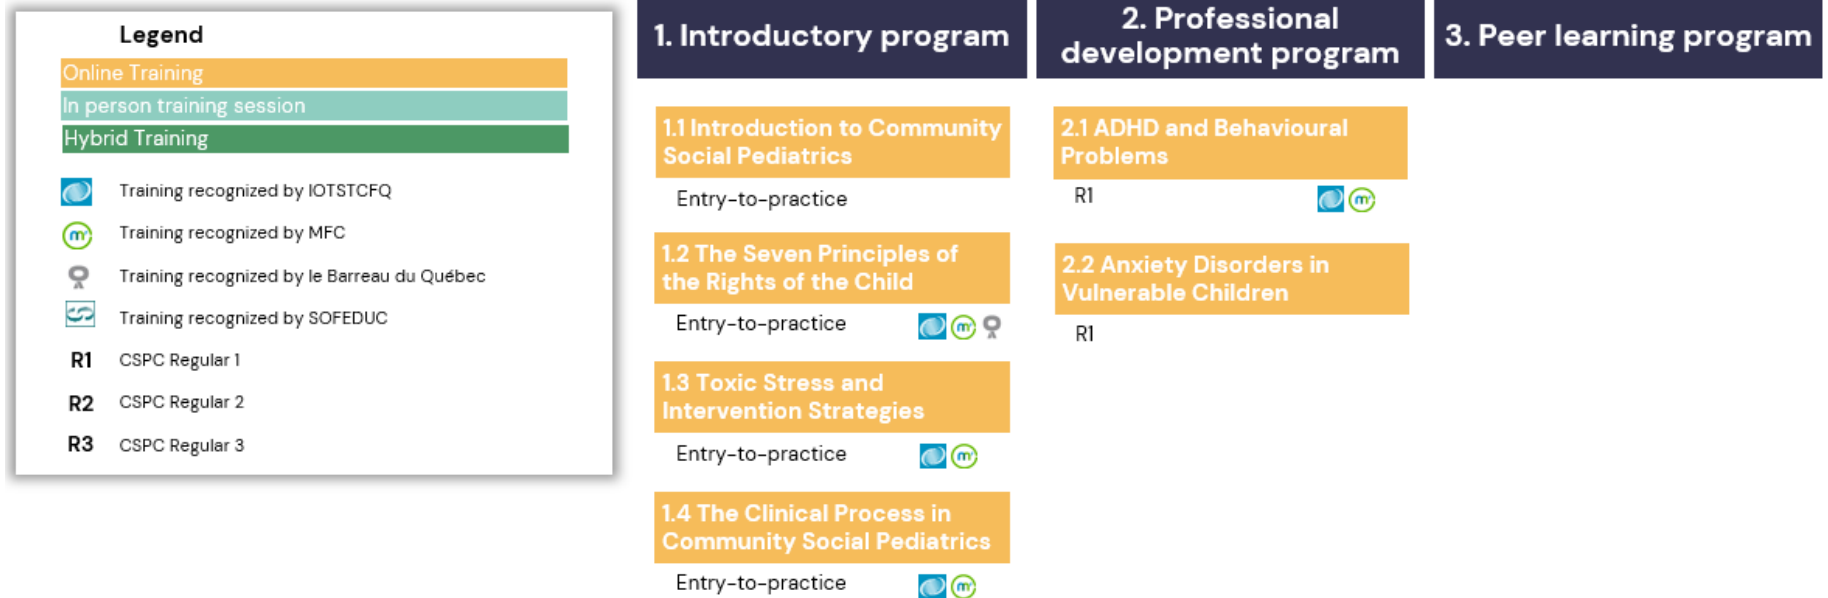 Legend
Online Training
In person training session
Hybrid Training
Training recognized by IOTSTCFQ
Training recognized by MFC
Training recognized by le Barreau du Québec
Training recognized by SOFEDUC
R1 CSPC Regular 1
R2 CSPC Regular 2
R3 CSPC Regular 3
1. Introductory program
1.1 Introduction to Community
Social Pediatrics
Entry-to-practice
1.2 The Seven Principles of
the Rights of the Child
Entry-to-practice
1.3 Toxic Stress and
Intervention Strategies
Entry-to-practice
1.4 The Clinical Process in
Community Social Pediatrics
Entry-to-practice
2. Professional
development program
2.1 ADHD and Behavioural
Problems
R1
2.2 Anxiety Disorders in
Vulnerable Children
R1
3. Peer learning program